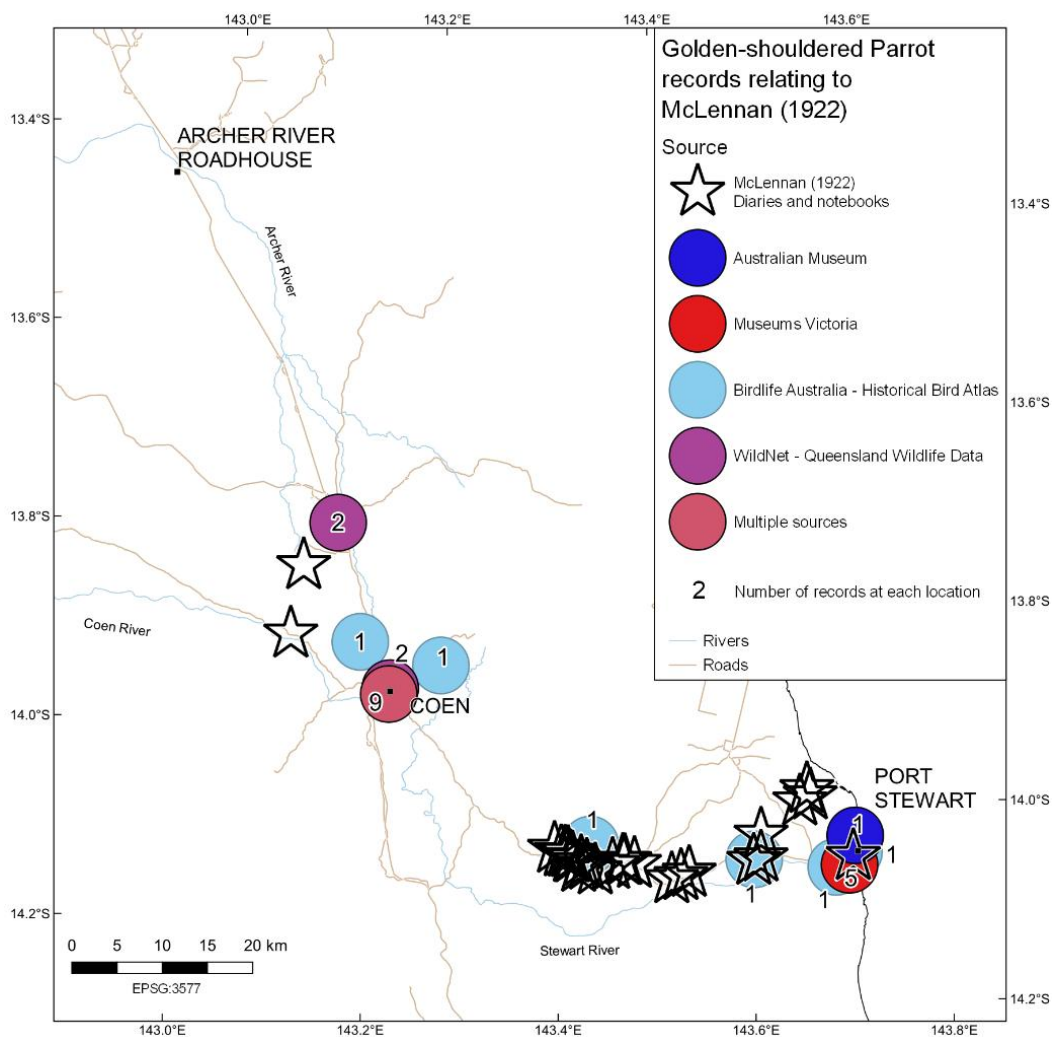 143.0°E
143.2°E
143.4°E
143.6°E
Golden-shouldered Parrot
records relating to
McLennan (1922)
Source
McLennan (1922)
Diaries and notebooks
Australian Museum
Museums Victoria
Birdlife Australia - Historical Bird Atlas
WildNet - Queensland Wildlife Data
Multiple sources
2
Number of records at each location
Rivers
Roads
13.4°S
13.6°S
13.8°S
14.0°S
14.2°S
13.4°S
13.6°S
13.8°S
14.0°S
14.2°S
ARCHER RIVER
ROADHOUSE
Archer River
2
Coen River
1
2
1
9
COEN
PORT
STEWART
1
1
1
1
5
1
Stewart River
0
5
10
15
20 km
EPSG:3577
143.0°E
143.2°E
143.4°E
143.6°E
143.8°E